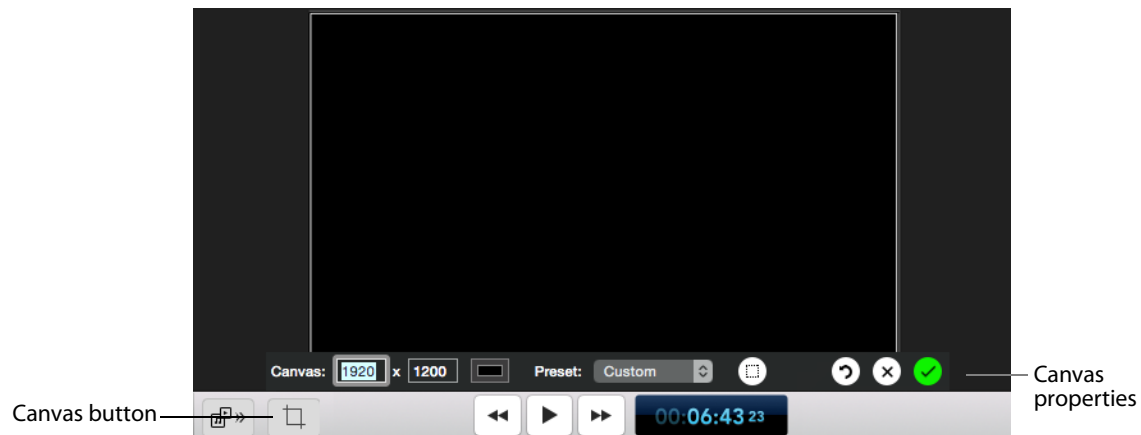 Canvas: 1920 x 1200 Preset: Custom
Canvas
properties
Canvas button
00:06:43 23